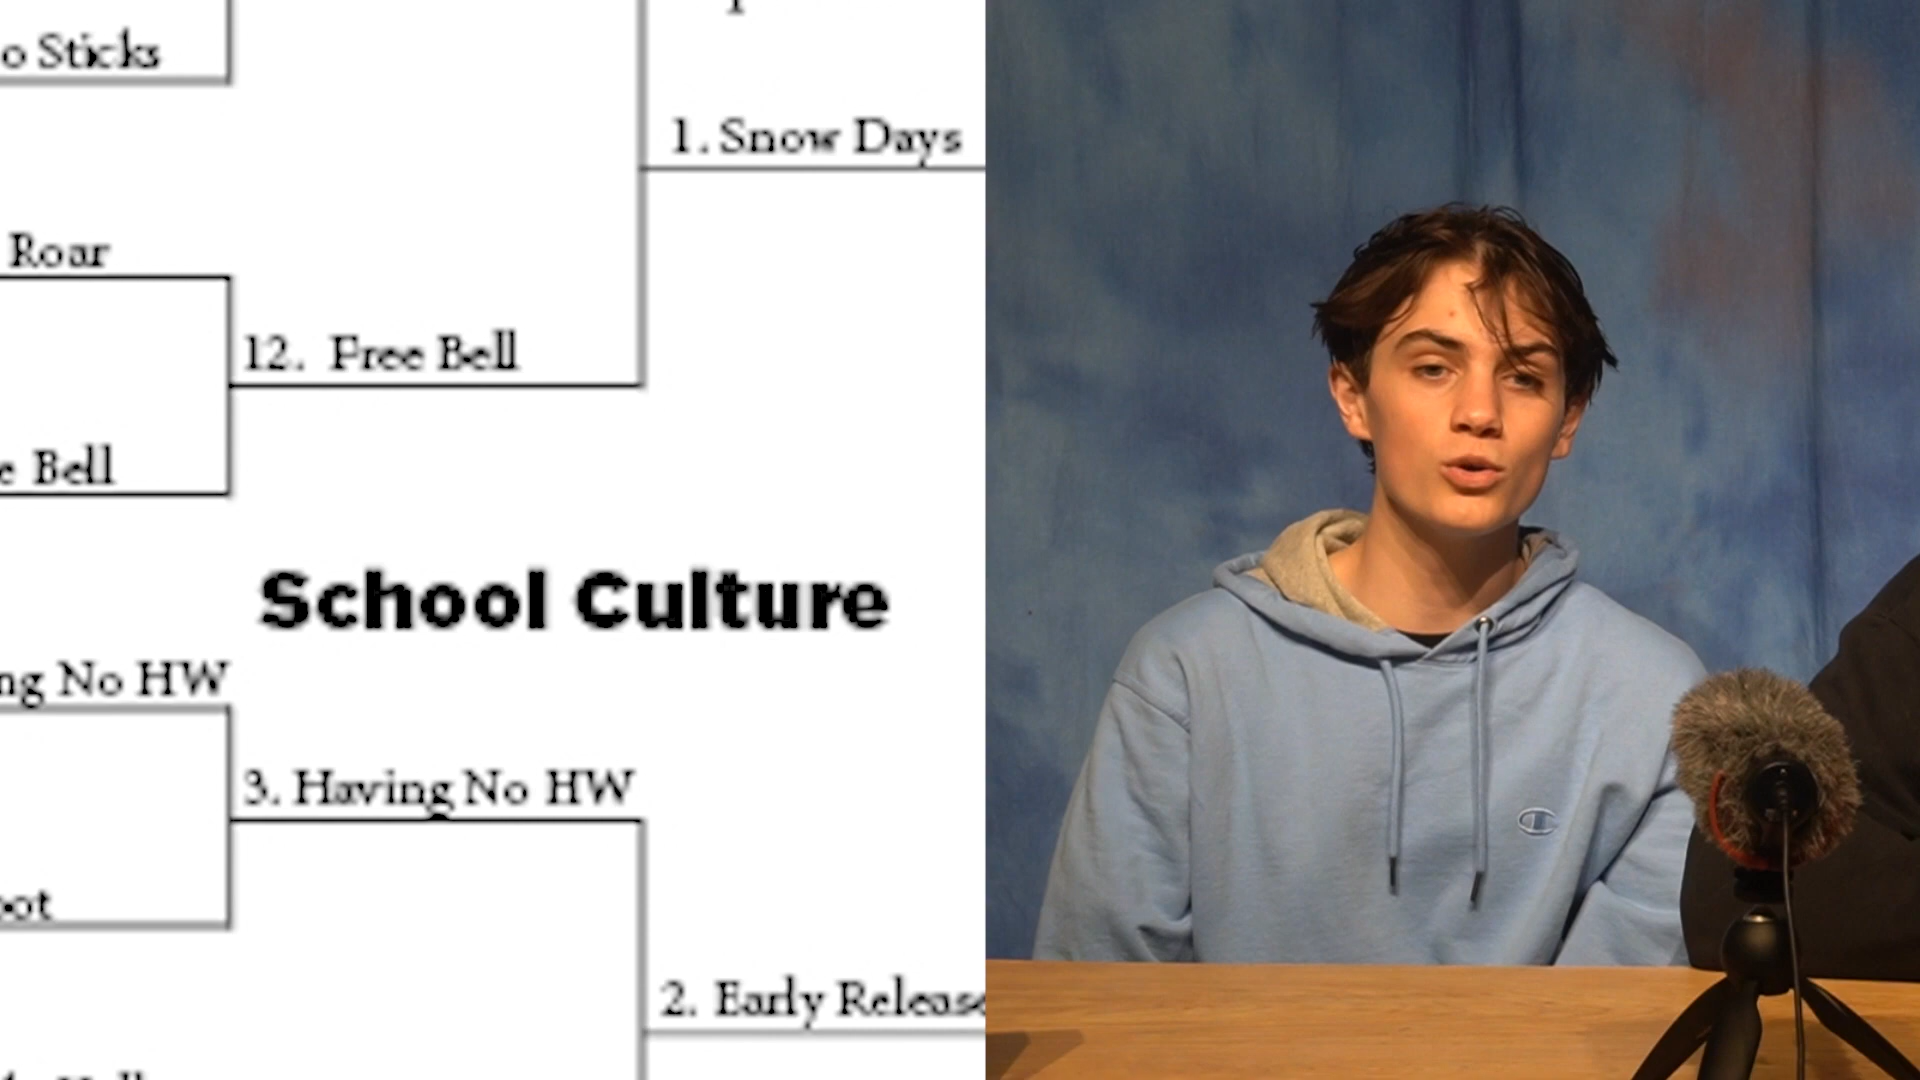 o Sticks
1. Snow Days
Roar
12. Free Bell
e Bell
School Culture
ng No HW
3. Having No HW
oot
2. Early Release